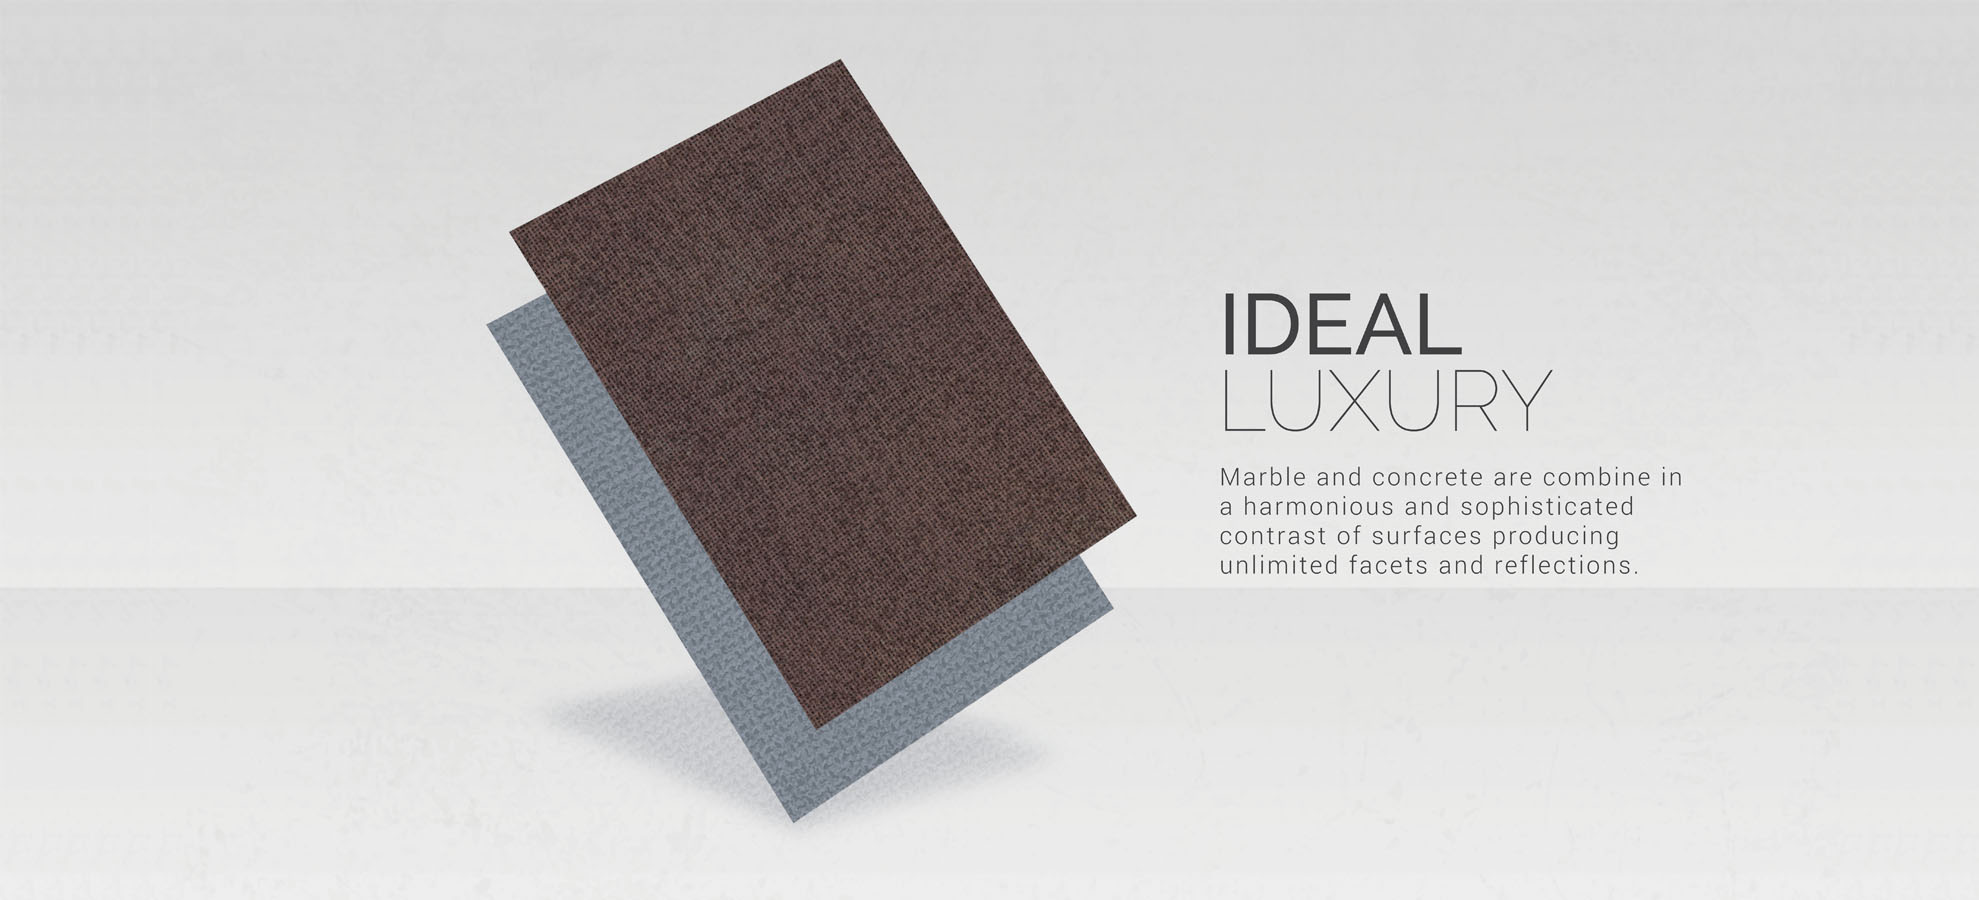 IDEAL
LUXURY
Marble and concrete are combine in
a harmonious and sophisticated
contrast of surfaces producing
unlimited facets and reflections.